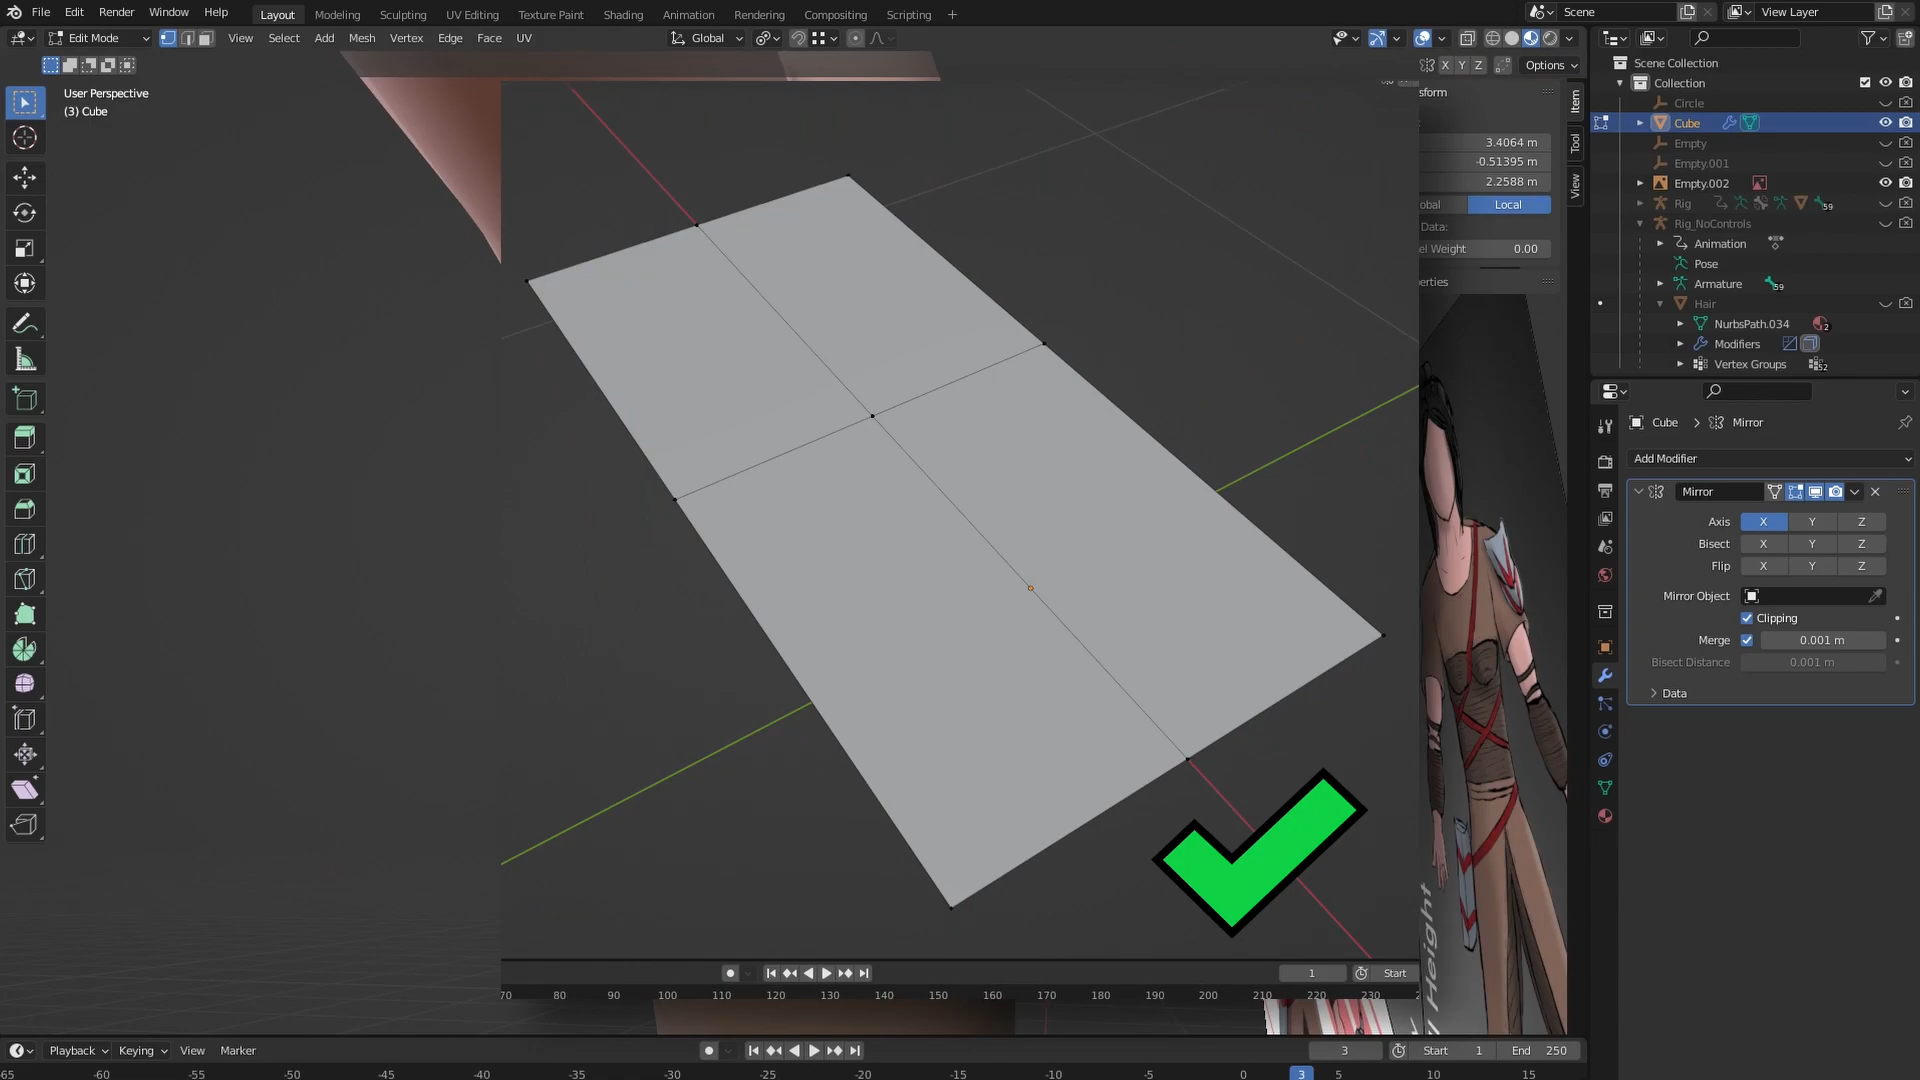 File Edit Render Window Help Layout Modeling Sculpting UV Editing Texture Paint Shading Animation Rendering Compositing Scripting + Scene View Layer
Edit Mode View Select Add Mesh Vertex Edge Face UV Global
X Y Z Options
User Perspective
(3) Cube
sform
3.4064 m
-0.51395 m
2.2588 m
obal Local
Data:
el Weight 0.00
erties
Item
Tool
View
Scene Collection
Collection
Circle
Cube
Empty
Empty.001
Empty.002
Rig 59
Rig_NoControls
Animation
Pose
Armature 59
Hair
NurbsPath.034 2
Modifiers
Vertex Groups 52
Cube > Mirror
Add Modifier
Mirror
Axis X Y Z
Bisect X Y Z
Flip X Y Z
Mirror Object
Clipping
Merge 0.001 m
Bisect Distance 0.001 m
Data
Height
1 Start
70 80 90 100 110 120 130 140 150 160 170 180 190 200 210 220 230
Playback Keying View Marker 3 Start 1 End 250
-65 -60 -55 -50 -45 -40 -35 -30 -25 -20 -15 -10 -5 0 3 5 10 15